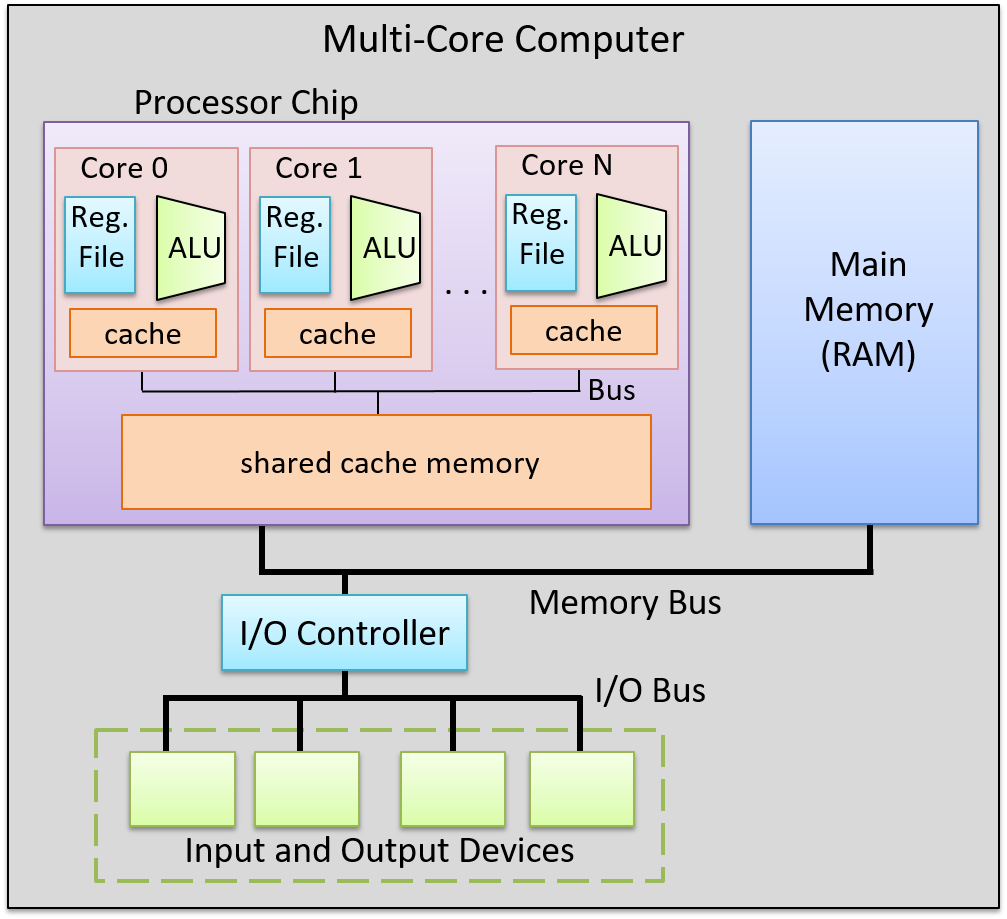 Multi-Core Computer
Processor Chip
Core 0
Reg.
File
ALU
cache
Core 1
Reg.
File
ALU
cache
. . .
Core N
Reg.
File
ALU
cache
Bus
shared cache memory
Main
Memory
(RAM)
Memory Bus
I/O Controller
I/O Bus
Input and Output Devices